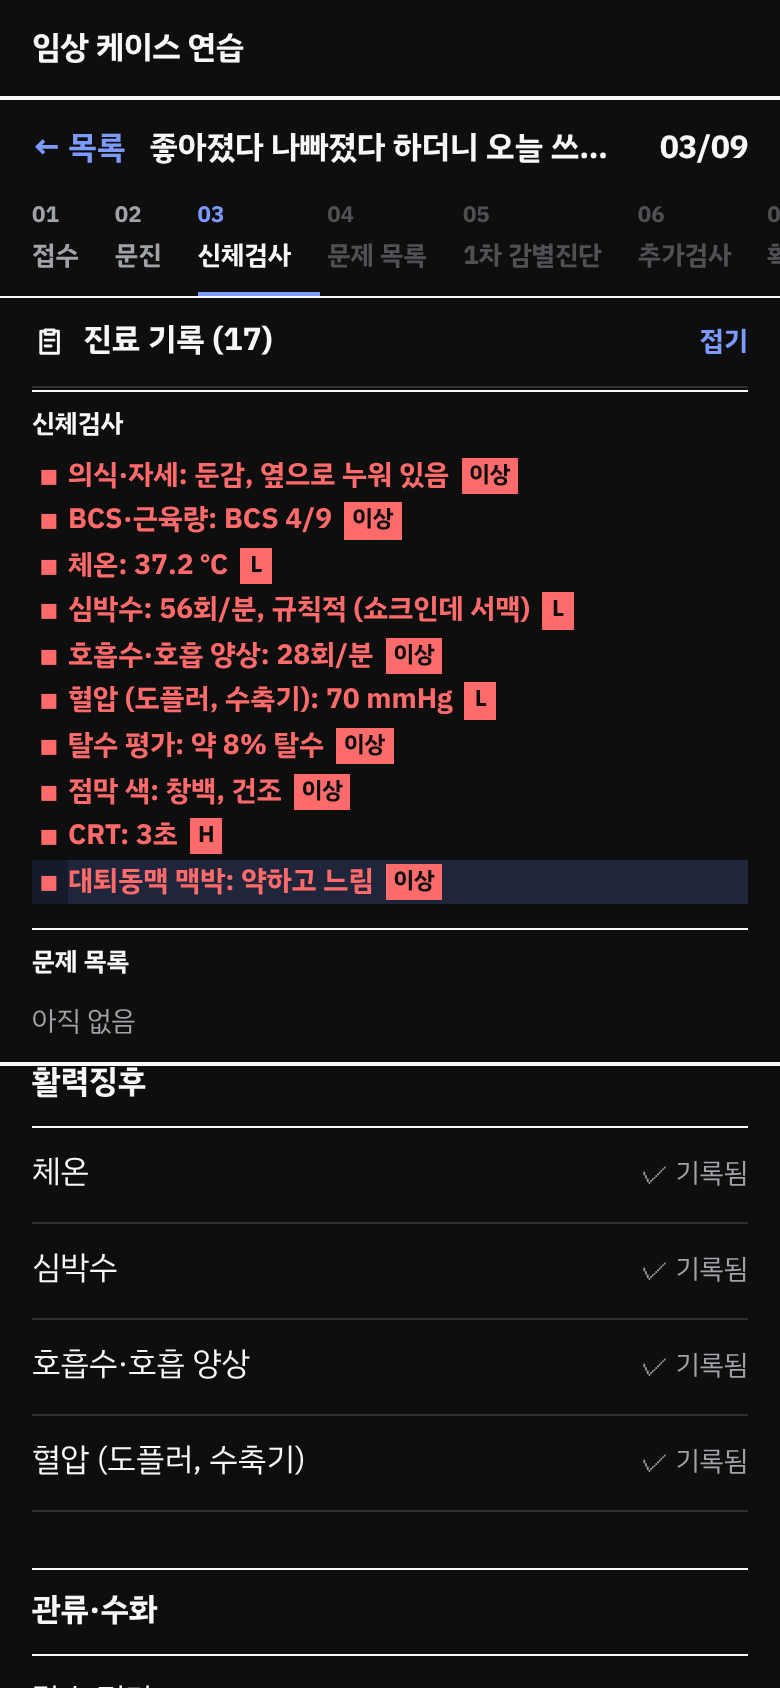 임상 케이스 연습
← 목록 좋아졌다 나빠졌다 하더니 오늘 쓰... 03/09
01 02 03 04 05 06
접수 문진 신체검사 문제 목록 1차 감별진단 추가검사
진료 기록 (17) 접기
신체검사
■ 의식·자세: 둔감, 옆으로 누워 있음 이상
■ BCS·근육량: BCS 4/9 이상
■ 체온: 37.2 °C L
■ 심박수: 56회/분, 규칙적 (쇼크인데 서맥) L
■ 호흡수·호흡 양상: 28회/분 이상
■ 혈압 (도플러, 수축기): 70 mmHg L
■ 탈수 평가: 약 8% 탈수 이상
■ 점막 색: 창백, 건조 이상
■ CRT: 3초 H
■ 대퇴동맥 맥박: 약하고 느림 이상
문제 목록
아직 없음
활력징후
체온 ✓ 기록됨
심박수 ✓ 기록됨
호흡수·호흡 양상 ✓ 기록됨
혈압 (도플러, 수축기) ✓ 기록됨
관류·수화